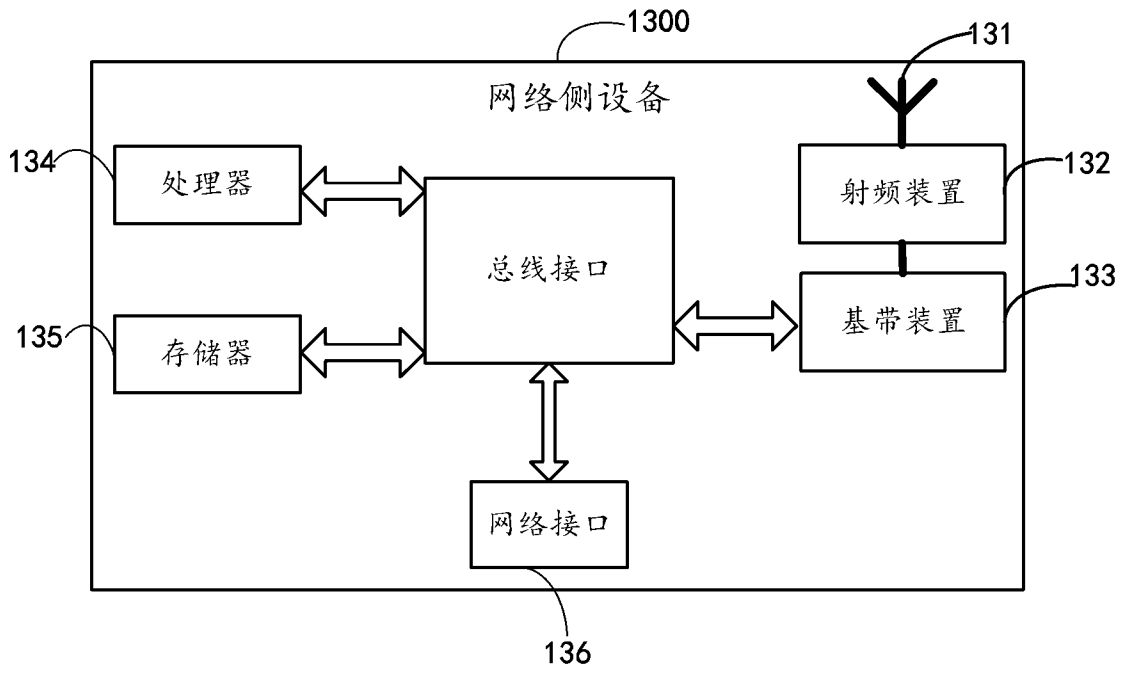 1300
131
网络侧设备
134
处理器
132
射频装置
总线接口
133
基带装置
135
存储器
网络接口
136